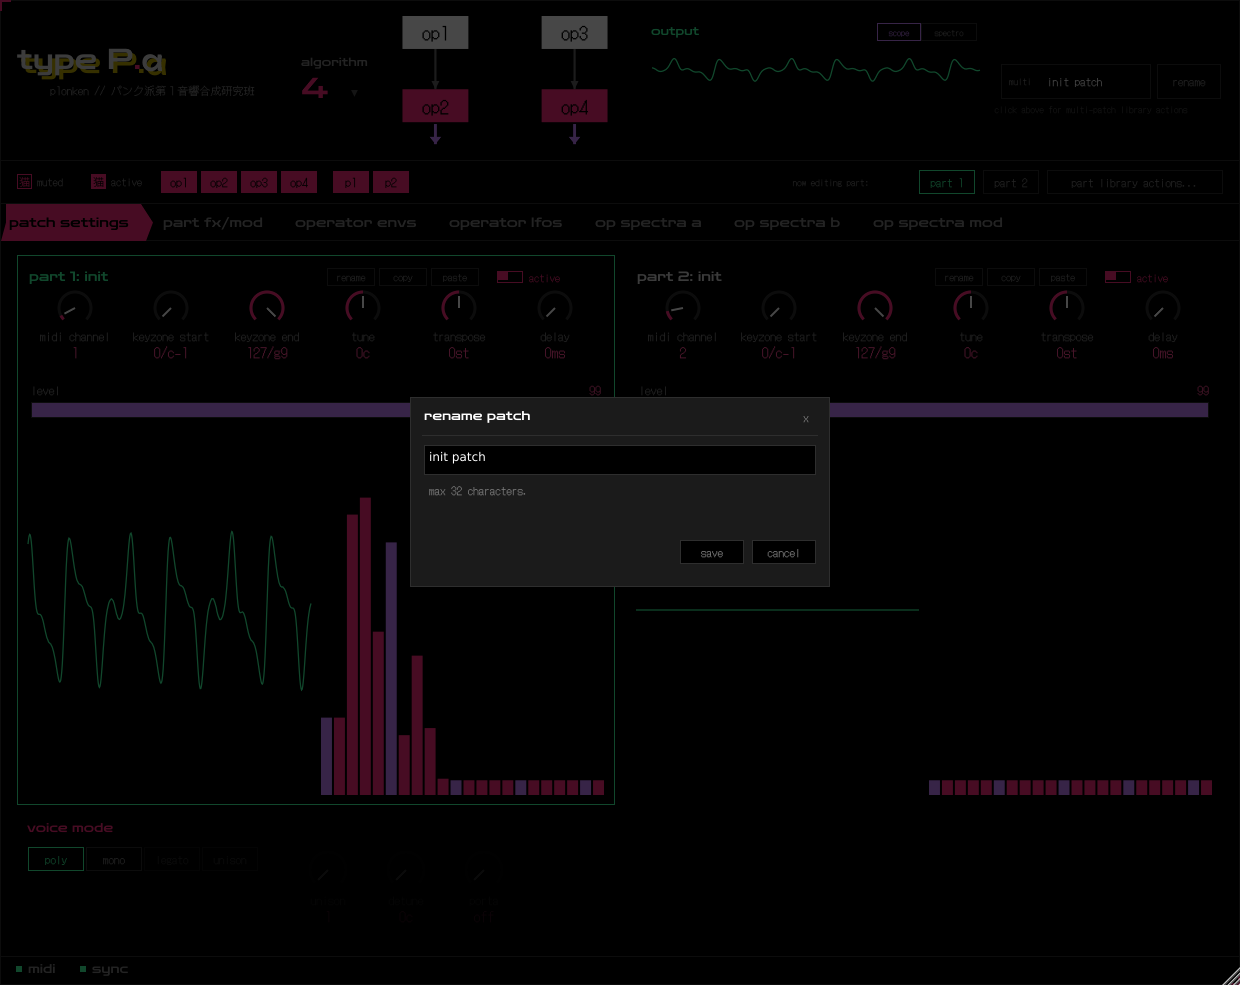 type P.a
plonken // パンク派第1音響合成研究班
algorithm
4
op1
op3
op2
op4
output
scope
spectra
multi
init patch
rename
click above for multi-patch library actions
muted
active
op1
op2
op3
op4
p1
p2
now editing part:
part 1
part 2
part library actions...
patch settings
part fx/mod
operator envs
operator lfos
op spectra a
op spectra b
op spectra mod
part 1: init
rename
copy
paste
active
midi channel
keyzone start
keyzone end
tune
transpose
delay
1
0/c-1
127/g9
0c
0st
0ms
level
99
part 2: init
rename
copy
paste
active
midi channel
keyzone start
keyzone end
tune
transpose
delay
2
0/c-1
127/g9
0c
0st
0ms
level
99
rename patch
x
init patch
max 32 characters.
save
cancel
voice mode
poly
mono
legato
unison
midi
sync